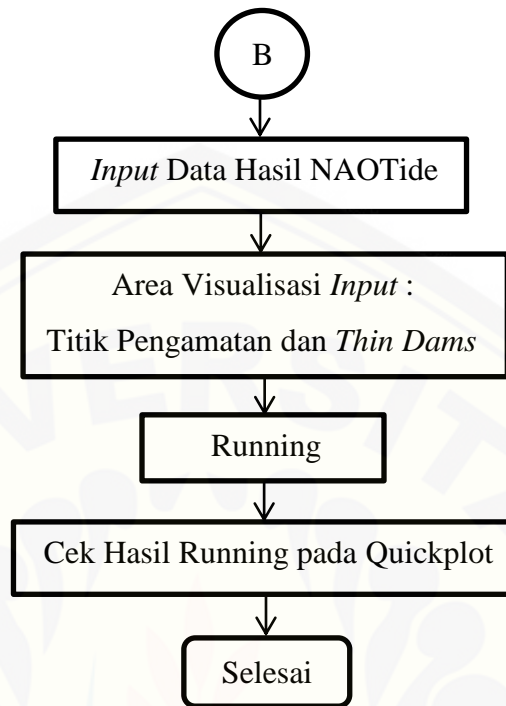 B
Input Data Hasil NAOTide
Area Visualisasi Input :
Titik Pengamatan dan Thin Dams
Running
Cek Hasil Running pada Quickplot
Selesai